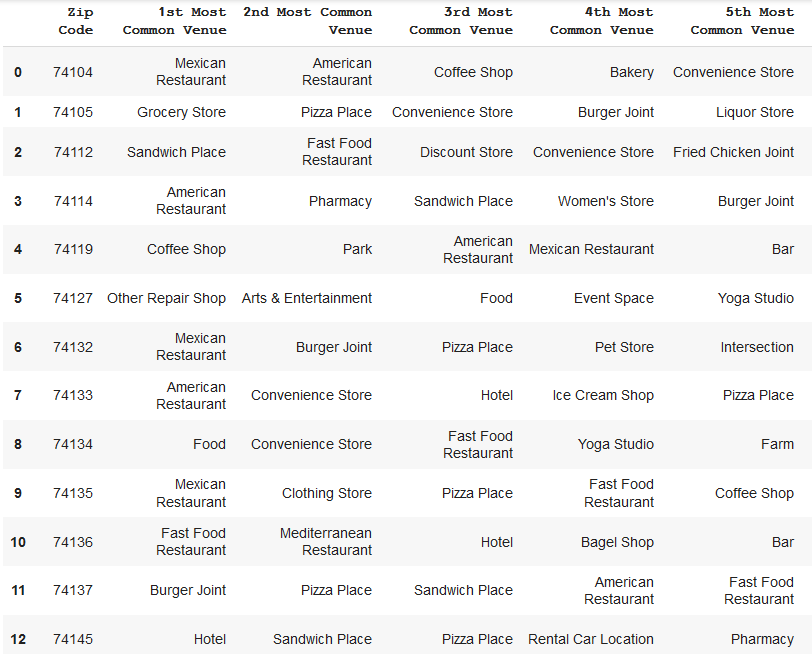 Zip Code 1st Most Common Venue 2nd Most Common Venue 3rd Most Common Venue 4th Most Common Venue 5th Most Common Venue
0 74104 Mexican Restaurant American Restaurant Coffee Shop Bakery Convenience Store
1 74105 Grocery Store Pizza Place Convenience Store Burger Joint Liquor Store
2 74112 Sandwich Place Fast Food Restaurant Discount Store Convenience Store Fried Chicken Joint
3 74114 American Restaurant Pharmacy Sandwich Place Women's Store Burger Joint
4 74119 Coffee Shop Park American Restaurant Mexican Restaurant Bar
5 74127 Other Repair Shop Arts & Entertainment Food Event Space Yoga Studio
6 74132 Mexican Restaurant Burger Joint Pizza Place Pet Store Intersection
7 74133 American Restaurant Convenience Store Hotel Ice Cream Shop Pizza Place
8 74134 Food Convenience Store Fast Food Restaurant Yoga Studio Farm
9 74135 Mexican Restaurant Clothing Store Pizza Place Fast Food Restaurant Coffee Shop
10 74136 Fast Food Restaurant Mediterranean Restaurant Hotel Bagel Shop Bar
11 74137 Burger Joint Pizza Place Sandwich Place American Restaurant Fast Food Restaurant
12 74145 Hotel Sandwich Place Pizza Place Rental Car Location Pharmacy